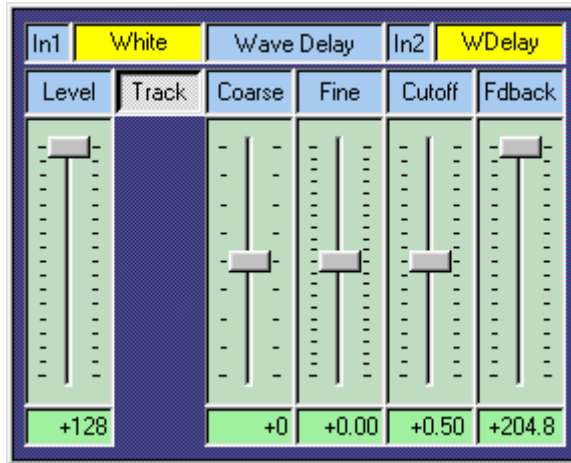 In1 White Wave Delay In2 WDelay
Level Track Coarse Fine Cutoff Fdback
+128 +0 +0.00 +0.50 +204.8